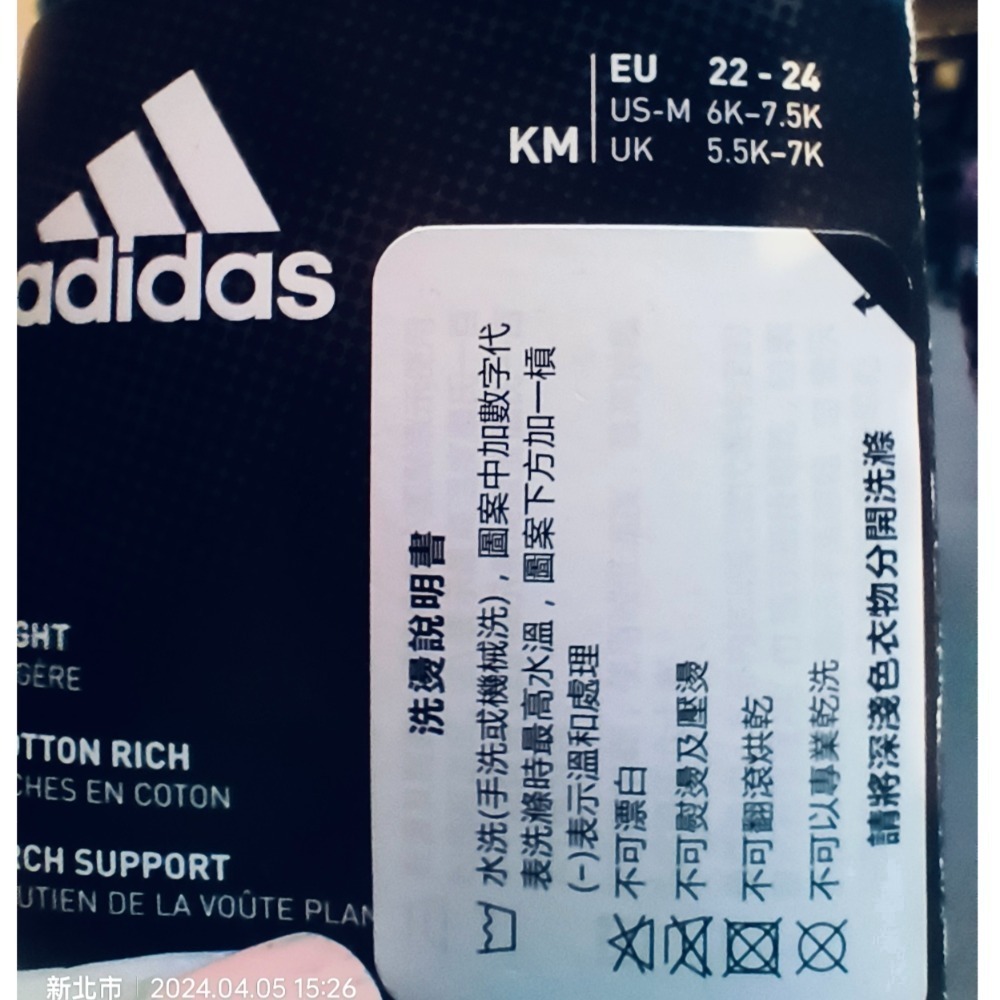 adidas
KM
EU 22 - 24
US-M 6K–7.5K
UK 5.5K–7K
GHT
GÈRE
OTTON RICH
CHES EN COTON
RCH SUPPORT
UTIEN DE LA VOÛTE PLAN
洗燙說明書
水洗(手洗或機械洗)，圖案中加數字代
表洗滌時最高水溫，圖案下方加一槓
(−)表示溫和處理
不可漂白
不可熨燙及壓燙
不可翻滾烘乾
不可以專業乾洗
請將深淺色衣物分開洗滌
新北市 | 2024.04.05 15:26